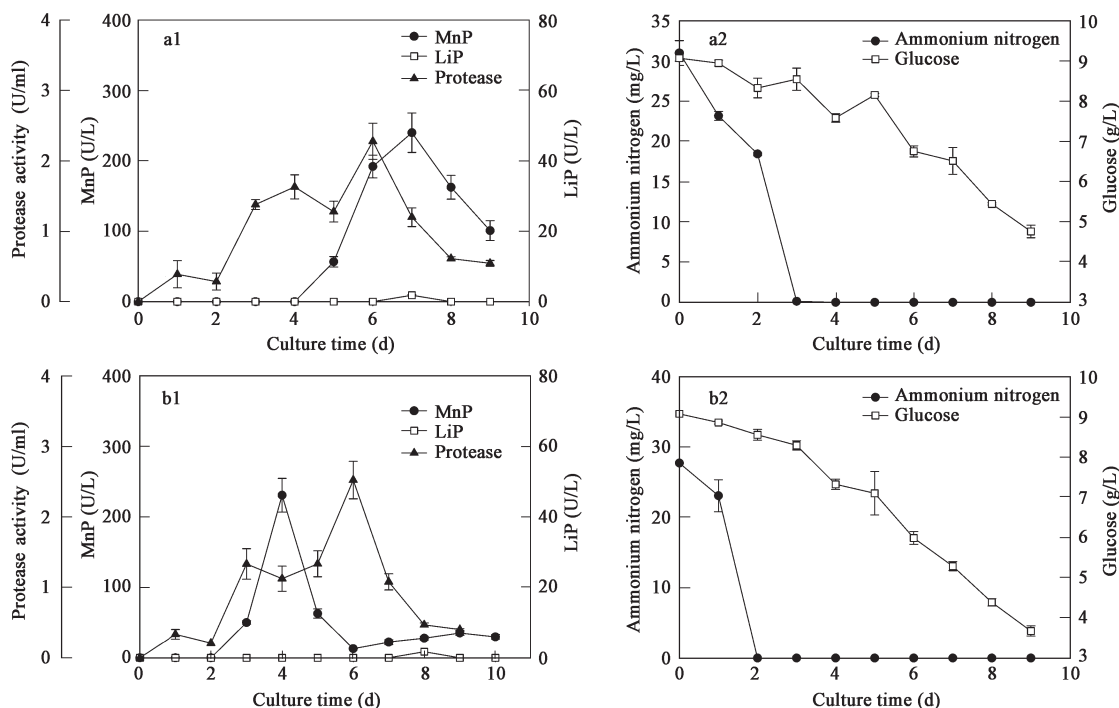 a1
MnP
LiP
Protease
Protease activity (U/ml)
0
1
2
3
4
MnP (U/L)
0
100
200
300
400
LiP (U/L)
0
20
40
60
80
0 2 4 6 8 10
Culture time (d)
a2
Ammonium nitrogen
Glucose
Ammonium nitrogen (mg/L)
0
5
10
15
20
25
30
35
Glucose (g/L)
3
4
5
6
7
8
9
10
0 2 4 6 8 10
Culture time (d)
b1
MnP
LiP
Protease
Protease activity (U/ml)
0
1
2
3
4
MnP (U/L)
0
100
200
300
400
LiP (U/L)
0
20
40
60
80
0 2 4 6 8 10
Culture time (d)
b2
Ammonium nitrogen
Glucose
Ammonium nitrogen (mg/L)
0
10
20
30
40
Glucose (g/L)
3
4
5
6
7
8
9
10
0 2 4 6 8 10
Culture time (d)